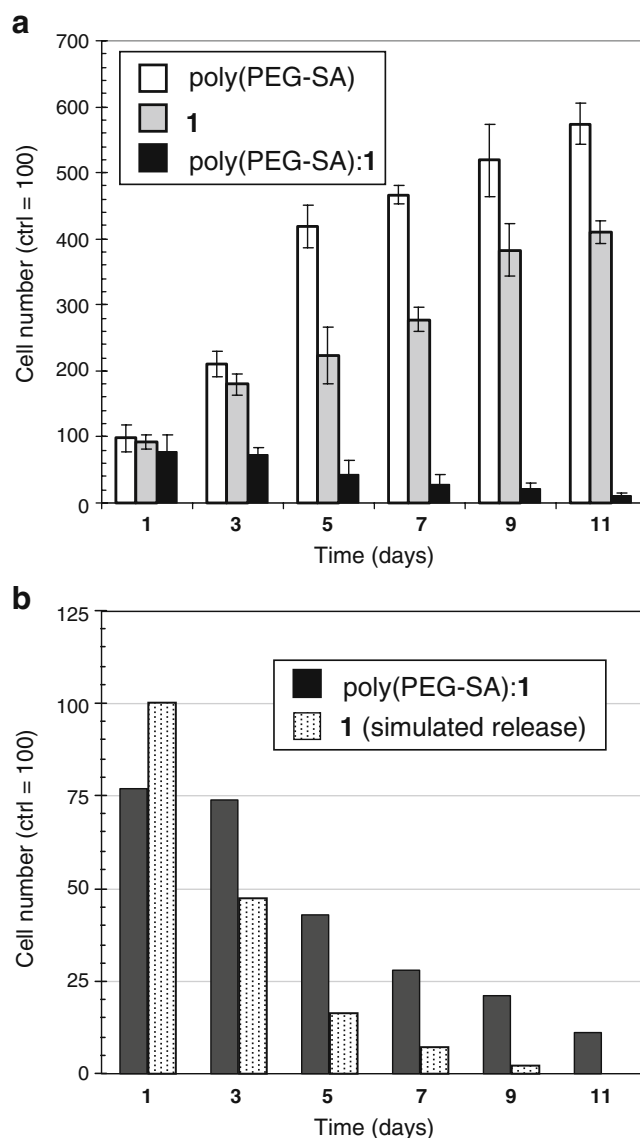 a
700
600
500
400
300
200
100
0
Cell number (ctrl = 100)
poly(PEG-SA)
1
poly(PEG-SA):1
1 3 5 7 9 11
Time (days)
b
125
100
75
50
25
0
Cell number (ctrl = 100)
poly(PEG-SA):1
1 (simulated release)
1 3 5 7 9 11
Time (days)